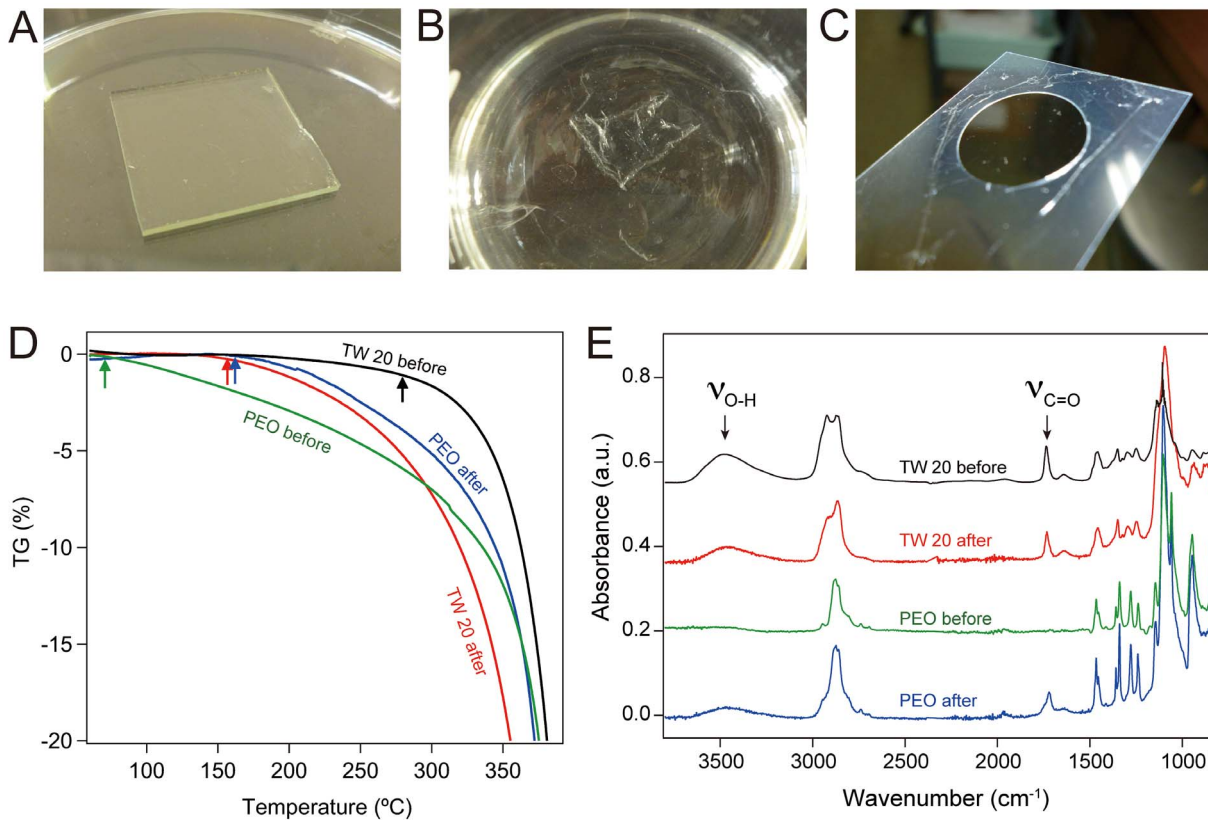 A
B
C
D
TG (%)
0
-5
-10
-15
-20
100
150
200
250
300
350
Temperature (ºC)
TW 20 before
PEO before
PEO after
TW 20 after
E
Absorbance (a.u.)
0.8
0.6
0.4
0.2
0.0
3500
3000
2500
2000
1500
1000
Wavenumber (cm⁻¹)
νO-H
νC=O
TW 20 before
TW 20 after
PEO before
PEO after